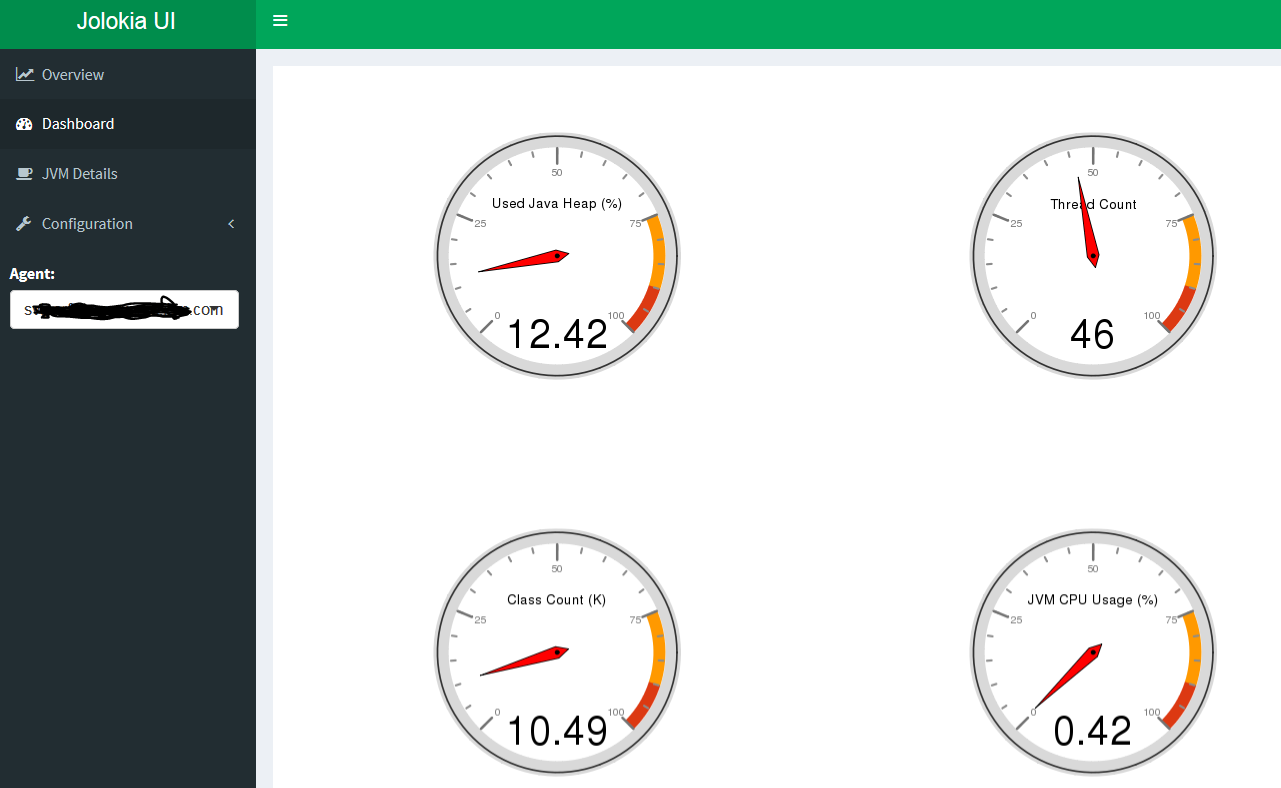 Jolokia UI
Overview
Dashboard
JVM Details
Configuration
Agent:
.com
50
Used Java Heap (%)
25
75
0
100
12.42
50
Thread Count
25
75
0
100
46
50
Class Count (K)
25
75
0
100
10.49
50
JVM CPU Usage (%)
25
75
0
100
0.42